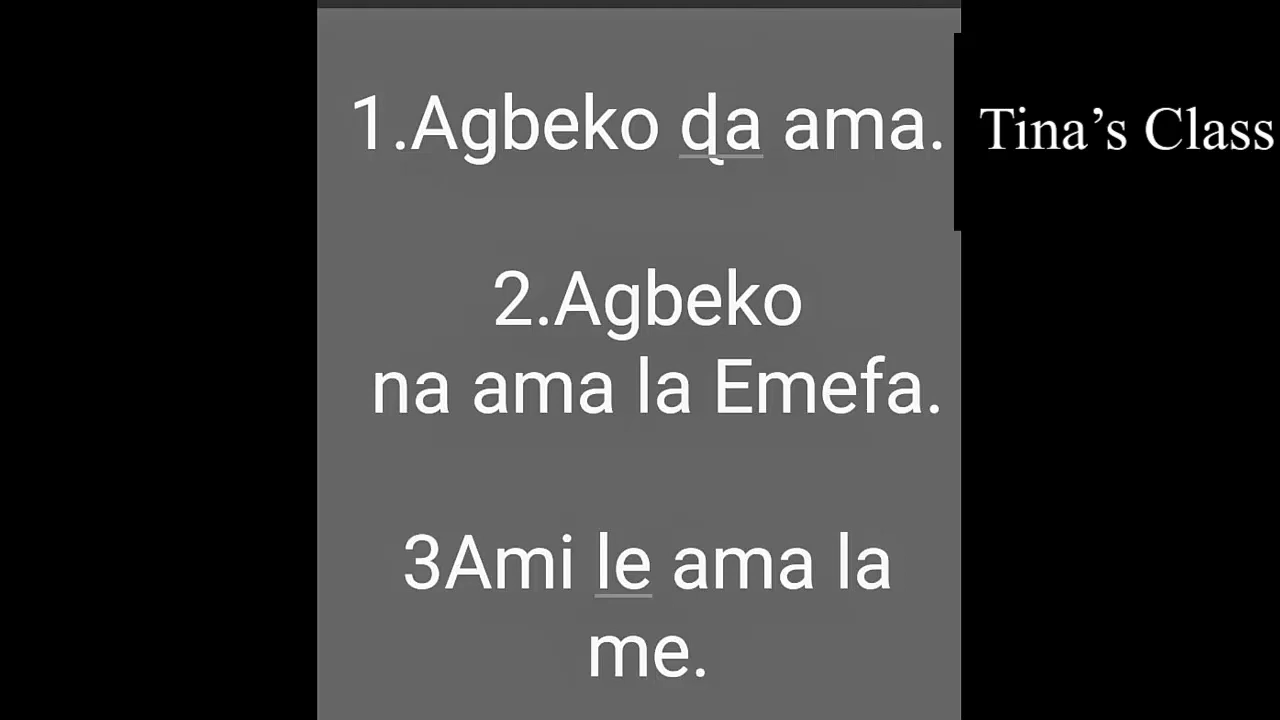 1.Agbeko ɖa ama.
Tina’s Class
2.Agbeko
na ama la Emefa.
3Ami le ama la
me.